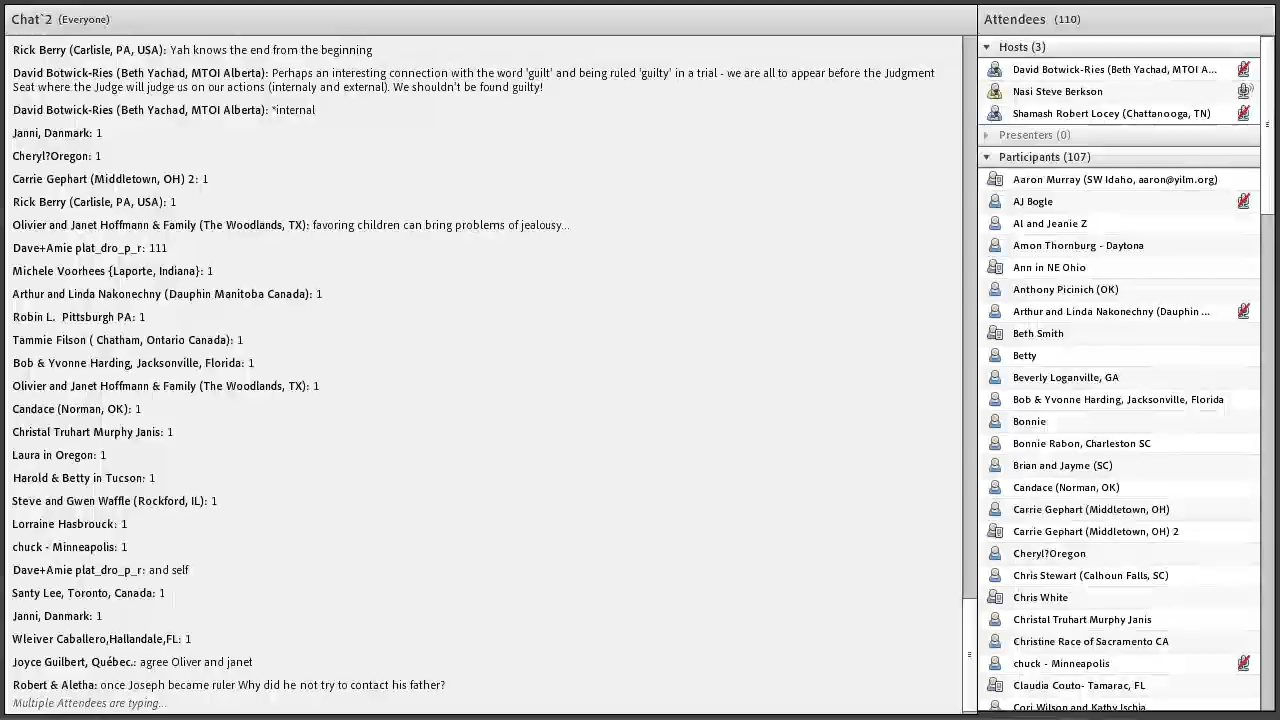 Chat`2 (Everyone)
Rick Berry (Carlisle, PA, USA): Yah knows the end from the beginning
David Botwick-Ries (Beth Yachad, MTOI Alberta): Perhaps an interesting connection with the word 'guilt' and being ruled 'guilty' in a trial - we are all to appear before the Judgment
Seat where the Judge will judge us on our actions (intenaly and external). We shouldn't be found guilty!
David Botwick-Ries (Beth Yachad, MTOI Alberta): *internal
Janni, Danmark: 1
Cheryl?Oregon: 1
Carrie Gephart (Middletown, OH) 2: 1
Rick Berry (Carlisle, PA, USA): 1
Olivier and Janet Hoffmann & Family (The Woodlands, TX): favoring children can bring problems of jealousy...
Dave+Amie plat_dro_p_r: 111
Michele Voorhees {Laporte, Indiana}: 1
Arthur and Linda Nakonechny (Dauphin Manitoba Canada): 1
Robin L.  Pittsburgh PA: 1
Tammie Filson ( Chatham, Ontario Canada): 1
Bob & Yvonne Harding, Jacksonville, Florida: 1
Olivier and Janet Hoffmann & Family (The Woodlands, TX): 1
Candace (Norman, OK): 1
Christal Truhart Murphy Janis: 1
Laura in Oregon: 1
Harold & Betty in Tucson: 1
Steve and Gwen Waffle (Rockford, IL): 1
Lorraine Hasbrouck: 1
chuck - Minneapolis: 1
Dave+Amie plat_dro_p_r: and self
Santy Lee, Toronto, Canada: 1
Janni, Danmark: 1
Wleiver Caballero,Hallandale,FL: 1
Joyce Guilbert, Québec.: agree Oliver and janet
Robert & Aletha: once Joseph became ruler Why did he not try to contact his father?
Multiple Attendees are typing...
Attendees (110)
Hosts (3)
David Botwick-Ries (Beth Yachad, MTOI A...
Nasi Steve Berkson
Shamash Robert Locey (Chattanooga, TN)
Presenters (0)
Participants (107)
Aaron Murray (SW Idaho, aaron@yilm.org)
AJ Bogle
Al and Jeanie Z
Amon Thornburg - Daytona
Ann in NE Ohio
Anthony Picinich (OK)
Arthur and Linda Nakonechny (Dauphin ...
Beth Smith
Betty
Beverly Loganville, GA
Bob & Yvonne Harding, Jacksonville, Florida
Bonnie
Bonnie Rabon, Charleston SC
Brian and Jayme (SC)
Candace (Norman, OK)
Carrie Gephart (Middletown, OH)
Carrie Gephart (Middletown, OH) 2
Cheryl?Oregon
Chris Stewart (Calhoun Falls, SC)
Chris White
Christal Truhart Murphy Janis
Christine Race of Sacramento CA
chuck - Minneapolis
Claudia Couto- Tamarac, FL
Cori Wilson and Kathy Ischia